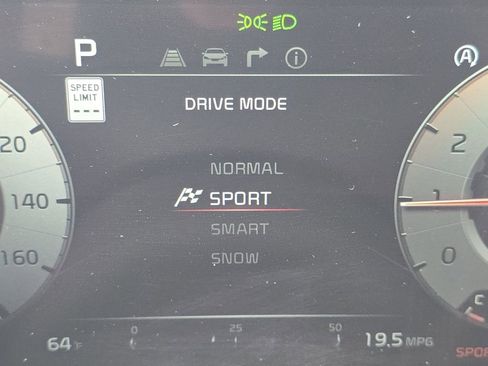 P
A
SPEED
LIMIT
---
DRIVE MODE
20
140
160
NORMAL
SPORT
SMART
SNOW
2
1
0
C
64°F
0 25 50
19.5 MPG
SPOR